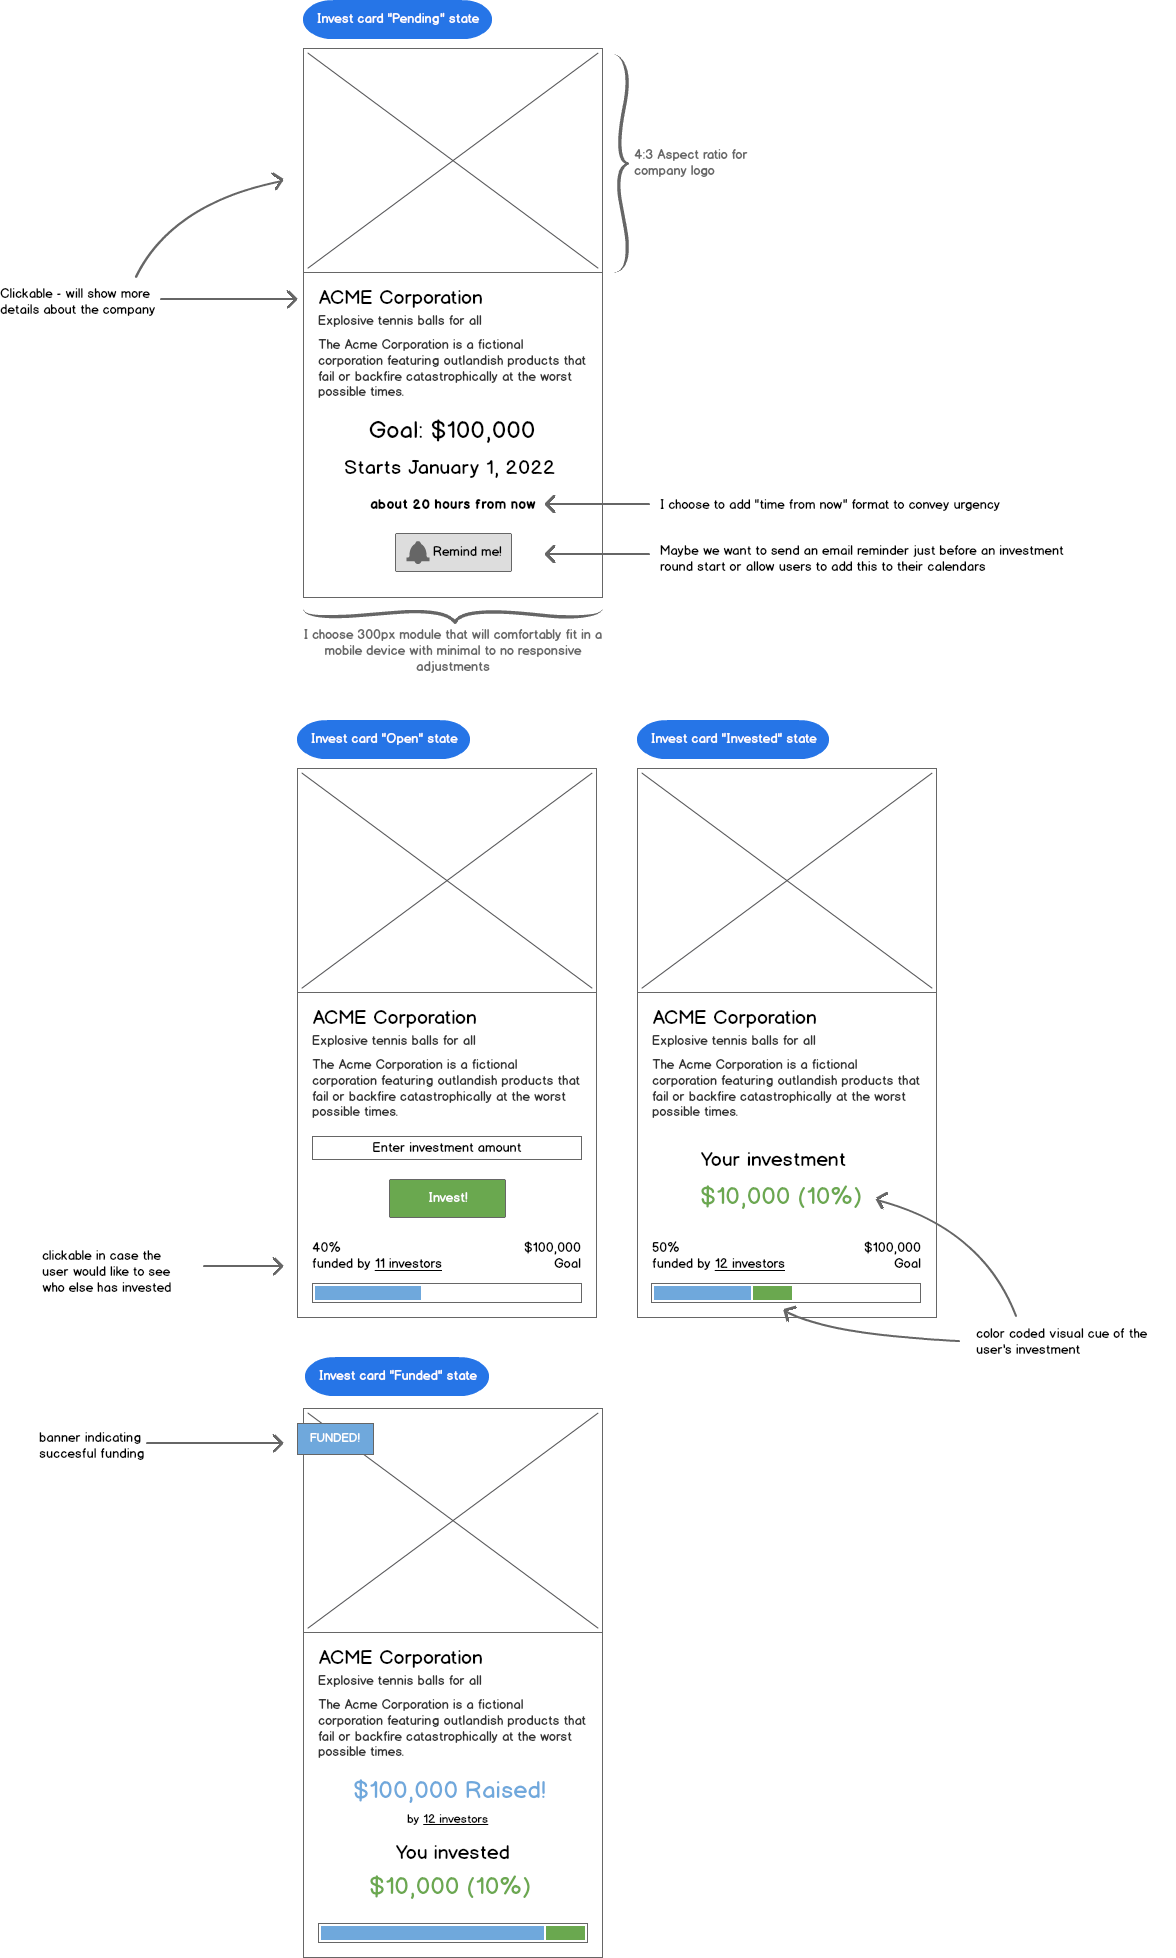 Invest card "Pending" state
4:3 Aspect ratio for
company logo
Clickable - will show more
details about the company
ACME Corporation
Explosive tennis balls for all
The Acme Corporation is a fictional
corporation featuring outlandish products that
fail or backfire catastrophically at the worst
possible times.
Goal: $100,000
Starts January 1, 2022
about 20 hours from now
I choose to add "time from now" format to convey urgency
Remind me!
Maybe we want to send an email reminder just before an investment
round start or allow users to add this to their calendars
I choose 300px module that will comfortably fit in a
mobile device with minimal to no responsive
adjustments
Invest card "Open" state
ACME Corporation
Explosive tennis balls for all
The Acme Corporation is a fictional
corporation featuring outlandish products that
fail or backfire catastrophically at the worst
possible times.
Enter investment amount
Invest!
40%
funded by 11 investors
$100,000
Goal
clickable in case the
user would like to see
who else has invested
Invest card "Invested" state
ACME Corporation
Explosive tennis balls for all
The Acme Corporation is a fictional
corporation featuring outlandish products that
fail or backfire catastrophically at the worst
possible times.
Your investment
$10,000 (10%)
50%
funded by 12 investors
$100,000
Goal
color coded visual cue of the
user's investment
Invest card "Funded" state
banner indicating
succesful funding
FUNDED!
ACME Corporation
Explosive tennis balls for all
The Acme Corporation is a fictional
corporation featuring outlandish products that
fail or backfire catastrophically at the worst
possible times.
$100,000 Raised!
by 12 investors
You invested
$10,000 (10%)